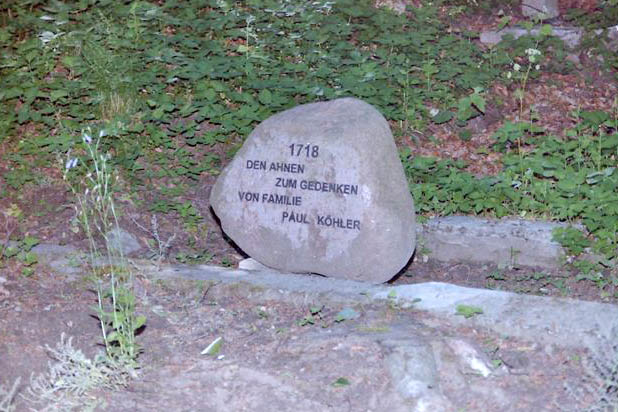 1718
DEN AHNEN
ZUM GEDENKEN
VON FAMILIE
PAUL KÖHLER